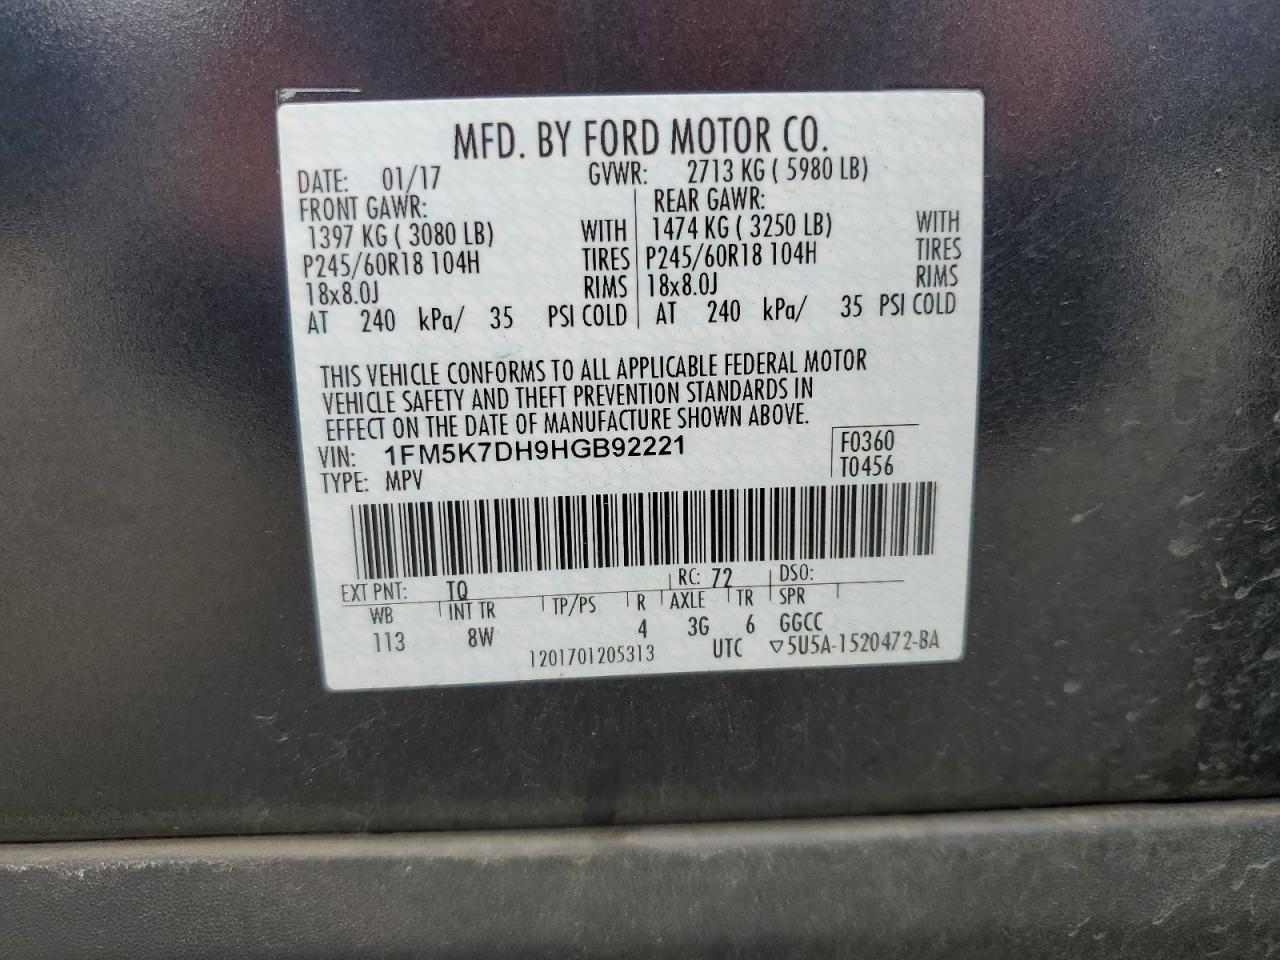 MFD. BY FORD MOTOR CO.
DATE: 01/17 GVWR: 2713 KG ( 5980 LB)
FRONT GAWR: REAR GAWR:
1397 KG ( 3080 LB) WITH 1474 KG ( 3250 LB) WITH
P245/60R18 104H TIRES P245/60R18 104H TIRES
18x8.0J RIMS 18x8.0J RIMS
AT 240 kPa/ 35 PSI COLD AT 240 kPa/ 35 PSI COLD
THIS VEHICLE CONFORMS TO ALL APPLICABLE FEDERAL MOTOR
VEHICLE SAFETY AND THEFT PREVENTION STANDARDS IN
EFFECT ON THE DATE OF MANUFACTURE SHOWN ABOVE.
VIN: 1FM5K7DH9HGB92221 F0360
TYPE: MPV T0456
EXT PNT: TQ RC: 72 DSO:
WB INT TR TP/PS R AXLE TR SPR
113 8W 4 3G 6 GGCC
1201701205313 UTC ▽5U5A-1520472-BA